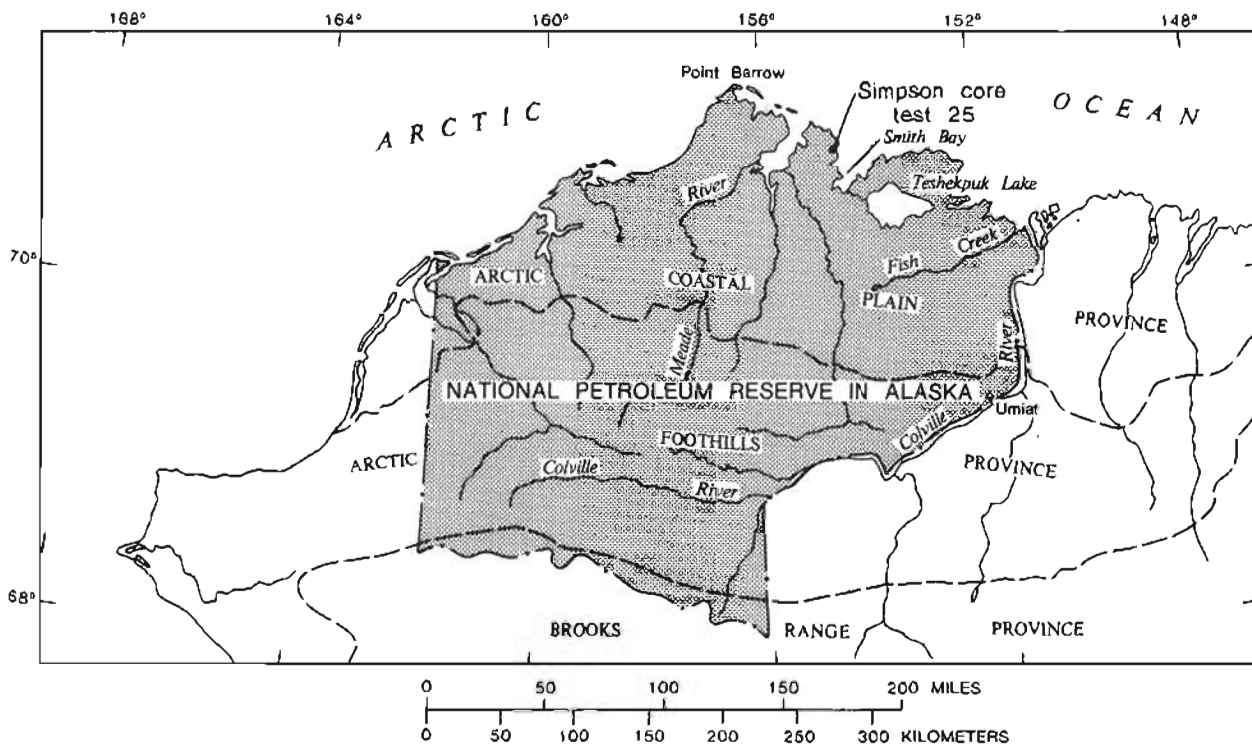 168° 164° 160° 156° 152° 148°
Point Barrow
Simpson core
test 25
ARCTIC
OCEAN
Smith Bay
River
Teshekpuk Lake
Creek
Fish
70°
ARCTIC
COASTAL
PLAIN
PROVINCE
River
Meade
NATIONAL PETROLEUM RESERVE IN ALASKA
Umiat
Colville
FOOTHILLS
ARCTIC
Colville
River
PROVINCE
68°
BROOKS RANGE PROVINCE
0 50 100 150 200 MILES
0 50 100 150 200 250 300 KILOMETERS